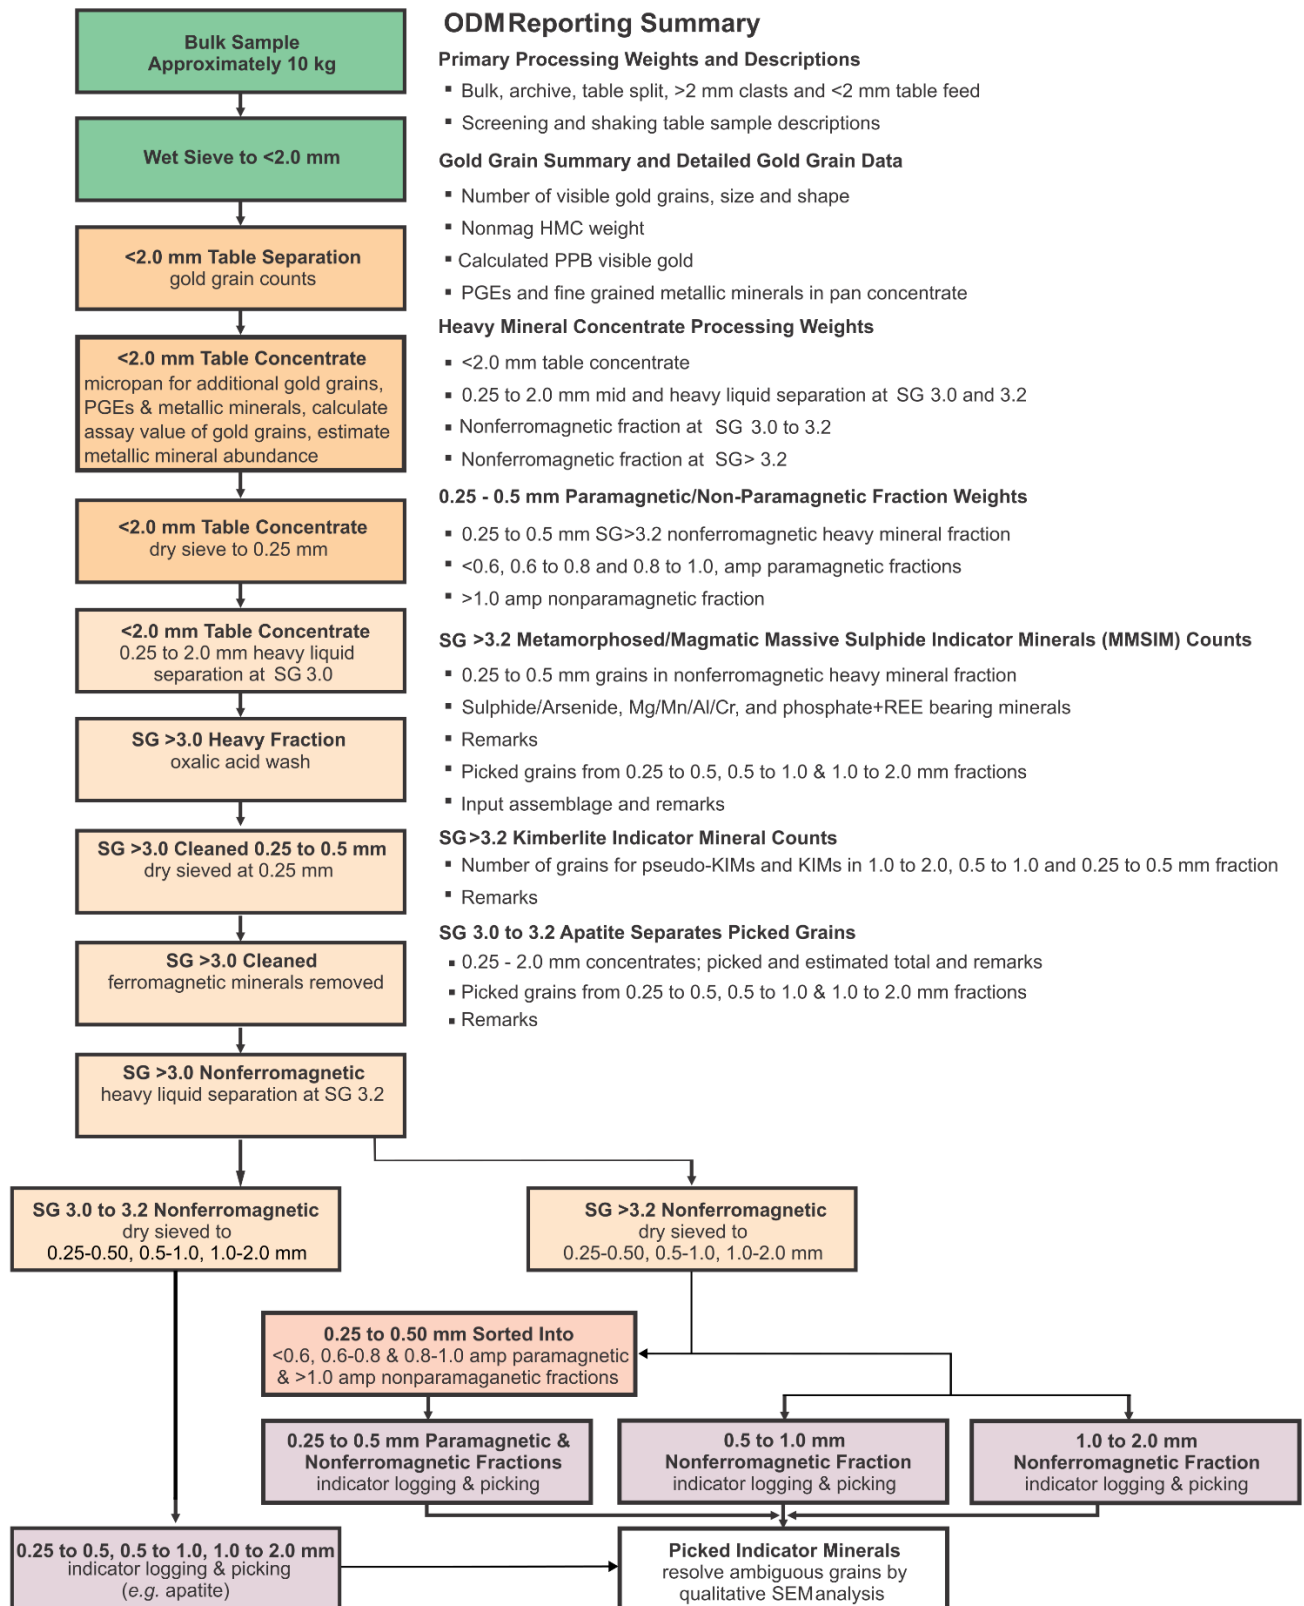 Bulk Sample
Approximately 10 kg
Wet Sieve to <2.0 mm
<2.0 mm Table Separation
gold grain counts
<2.0 mm Table Concentrate
micropan for additional gold grains,
PGEs & metallic minerals, calculate
assay value of gold grains, estimate
metallic mineral abundance
<2.0 mm Table Concentrate
dry sieve to 0.25 mm
<2.0 mm Table Concentrate
0.25 to 2.0 mm heavy liquid
separation at SG 3.0
SG >3.0 Heavy Fraction
oxalic acid wash
SG >3.0 Cleaned 0.25 to 0.5 mm
dry sieved at 0.25 mm
SG >3.0 Cleaned
ferromagnetic minerals removed
SG >3.0 Nonferromagnetic
heavy liquid separation at SG 3.2
ODM Reporting Summary
Primary Processing Weights and Descriptions
▪ Bulk, archive, table split, >2 mm clasts and <2 mm table feed
▪ Screening and shaking table sample descriptions
Gold Grain Summary and Detailed Gold Grain Data
▪ Number of visible gold grains, size and shape
▪ Nonmag HMC weight
▪ Calculated PPB visible gold
▪ PGEs and fine grained metallic minerals in pan concentrate
Heavy Mineral Concentrate Processing Weights
▪ <2.0 mm table concentrate
▪ 0.25 to 2.0 mm mid and heavy liquid separation at SG 3.0 and 3.2
▪ Nonferromagnetic fraction at SG 3.0 to 3.2
▪ Nonferromagnetic fraction at SG> 3.2
0.25 - 0.5 mm Paramagnetic/Non-Paramagnetic Fraction Weights
▪ 0.25 to 0.5 mm SG>3.2 nonferromagnetic heavy mineral fraction
▪ <0.6, 0.6 to 0.8 and 0.8 to 1.0, amp paramagnetic fractions
▪ >1.0 amp nonparamagnetic fraction
SG >3.2 Metamorphosed/Magmatic Massive Sulphide Indicator Minerals (MMSIM) Counts
▪ 0.25 to 0.5 mm grains in nonferromagnetic heavy mineral fraction
▪ Sulphide/Arsenide, Mg/Mn/Al/Cr, and phosphate+REE bearing minerals
▪ Remarks
▪ Picked grains from 0.25 to 0.5, 0.5 to 1.0 & 1.0 to 2.0 mm fractions
▪ Input assemblage and remarks
SG >3.2 Kimberlite Indicator Mineral Counts
▪ Number of grains for pseudo-KIMs and KIMs in 1.0 to 2.0, 0.5 to 1.0 and 0.25 to 0.5 mm fraction
▪ Remarks
SG 3.0 to 3.2 Apatite Separates Picked Grains
▪ 0.25 - 2.0 mm concentrates; picked and estimated total and remarks
▪ Picked grains from 0.25 to 0.5, 0.5 to 1.0 & 1.0 to 2.0 mm fractions
▪ Remarks
SG 3.0 to 3.2 Nonferromagnetic
dry sieved to
0.25-0.50, 0.5-1.0, 1.0-2.0 mm
SG >3.2 Nonferromagnetic
dry sieved to
0.25-0.50, 0.5-1.0, 1.0-2.0 mm
0.25 to 0.50 mm Sorted Into
<0.6, 0.6-0.8 & 0.8-1.0 amp paramagnetic
& >1.0 amp nonparamaganetic fractions
0.25 to 0.5 mm Paramagnetic &
Nonferromagnetic Fractions
indicator logging & picking
0.5 to 1.0 mm
Nonferromagnetic Fraction
indicator logging & picking
1.0 to 2.0 mm
Nonferromagnetic Fraction
indicator logging & picking
0.25 to 0.5, 0.5 to 1.0, 1.0 to 2.0 mm
indicator logging & picking
(e.g. apatite)
Picked Indicator Minerals
resolve ambiguous grains by
qualitative SEM analysis